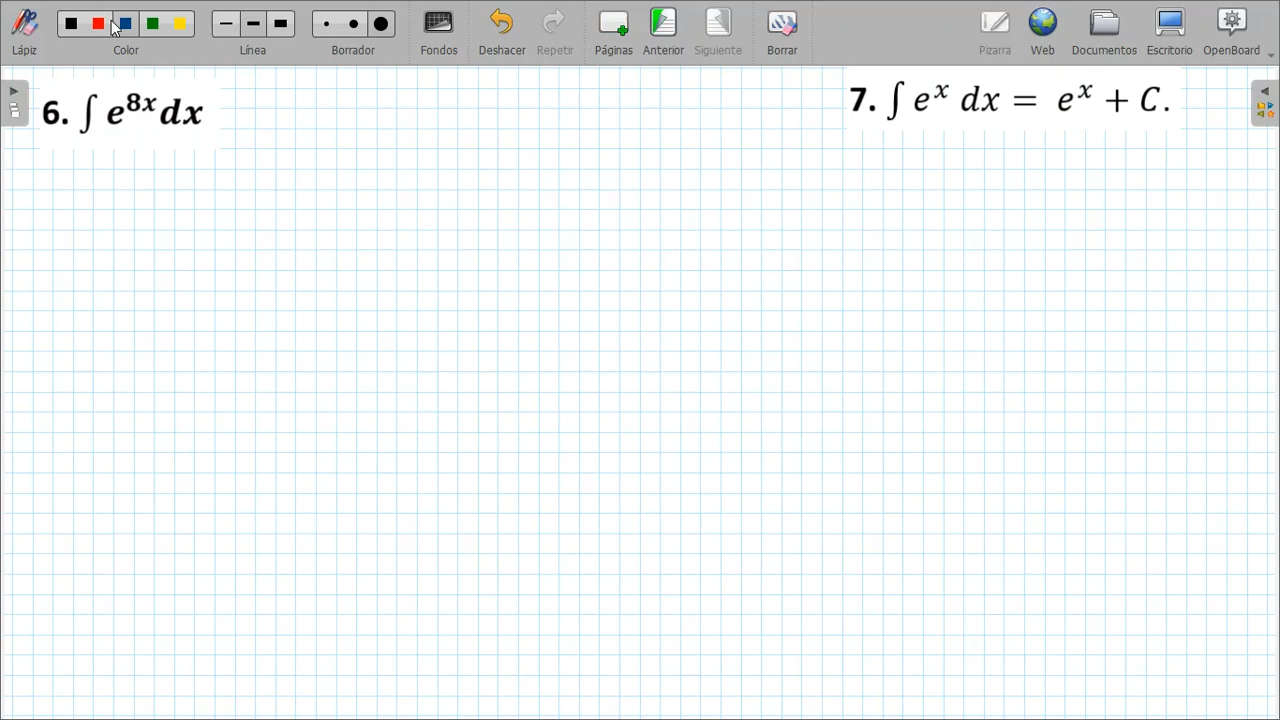 Lápiz Color Línea Borrador Fondos Deshacer Repetir Páginas Anterior Siguiente Borrar Pizarra Web Documentos Escritorio OpenBoard
6. ∫ e^{8x} dx
7. ∫ e^x dx = e^x + C.